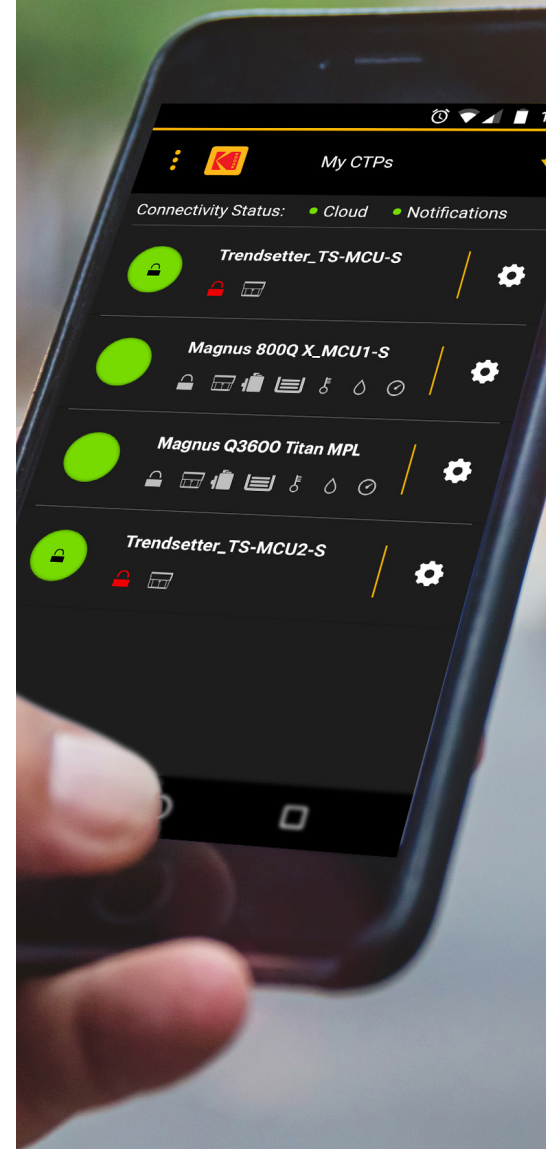 My CTPs
Connectivity Status: Cloud Notifications
Trendsetter_TS-MCU-S
Magnus 800Q X_MCU1-S
Magnus Q3600 Titan MPL
Trendsetter_TS-MCU2-S